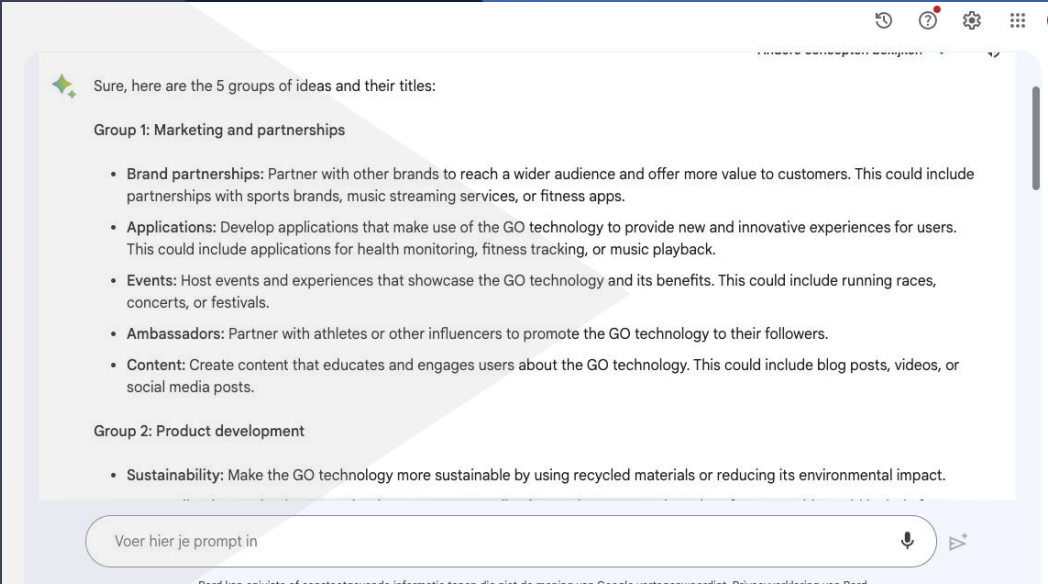 Andere concepten bekijken
Sure, here are the 5 groups of ideas and their titles:
Group 1: Marketing and partnerships
• Brand partnerships: Partner with other brands to reach a wider audience and offer more value to customers. This could include
partnerships with sports brands, music streaming services, or fitness apps.
• Applications: Develop applications that make use of the GO technology to provide new and innovative experiences for users.
This could include applications for health monitoring, fitness tracking, or music playback.
• Events: Host events and experiences that showcase the GO technology and its benefits. This could include running races,
concerts, or festivals.
• Ambassadors: Partner with athletes or other influencers to promote the GO technology to their followers.
• Content: Create content that educates and engages users about the GO technology. This could include blog posts, videos, or
social media posts.
Group 2: Product development
• Sustainability: Make the GO technology more sustainable by using recycled materials or reducing its environmental impact.
Voer hier je prompt in